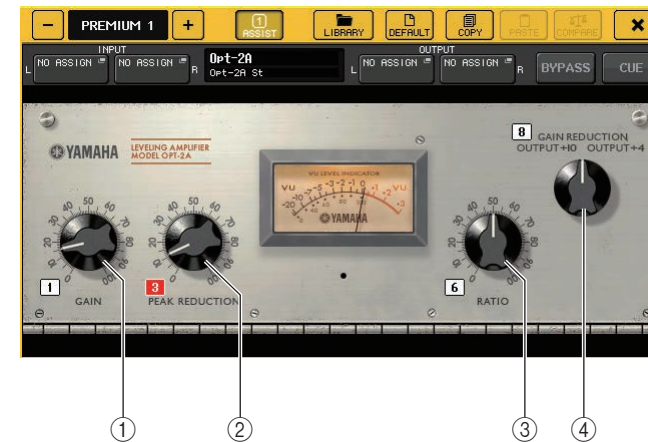 PREMIUM 1
1
ASSIST
LIBRARY
DEFAULT
COPY
PASTE
COMPARE
INPUT
OUTPUT
L NO ASSIGN NO ASSIGN R
Opt-2A
Opt-2A St
L NO ASSIGN NO ASSIGN R
BYPASS
CUE
YAMAHA
LEVELING AMPLIFIER
MODEL OPT-2A
VU LEVEL INDICATOR
VU VU
YAMAHA
8 GAIN REDUCTION
OUTPUT+10 OUTPUT+4
1 GAIN
3 PEAK REDUCTION
6 RATIO
① ② ③ ④